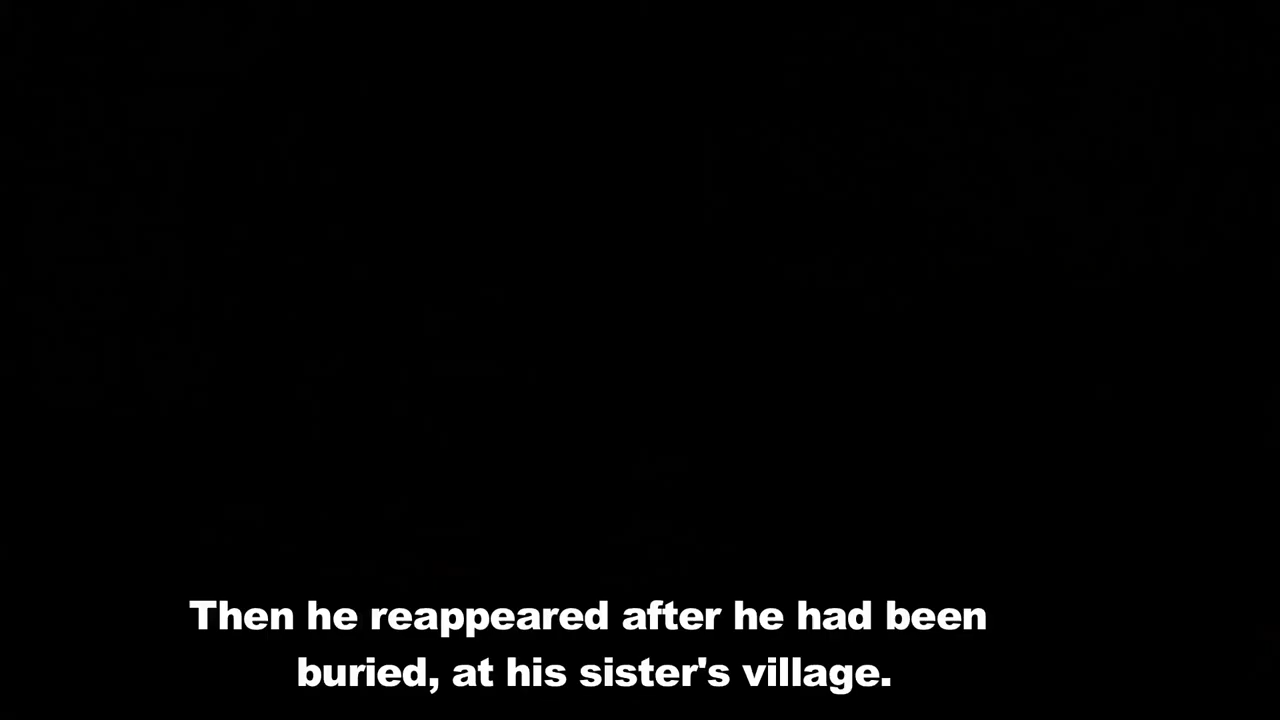 Then he reappeared after he had been
buried, at his sister's village.